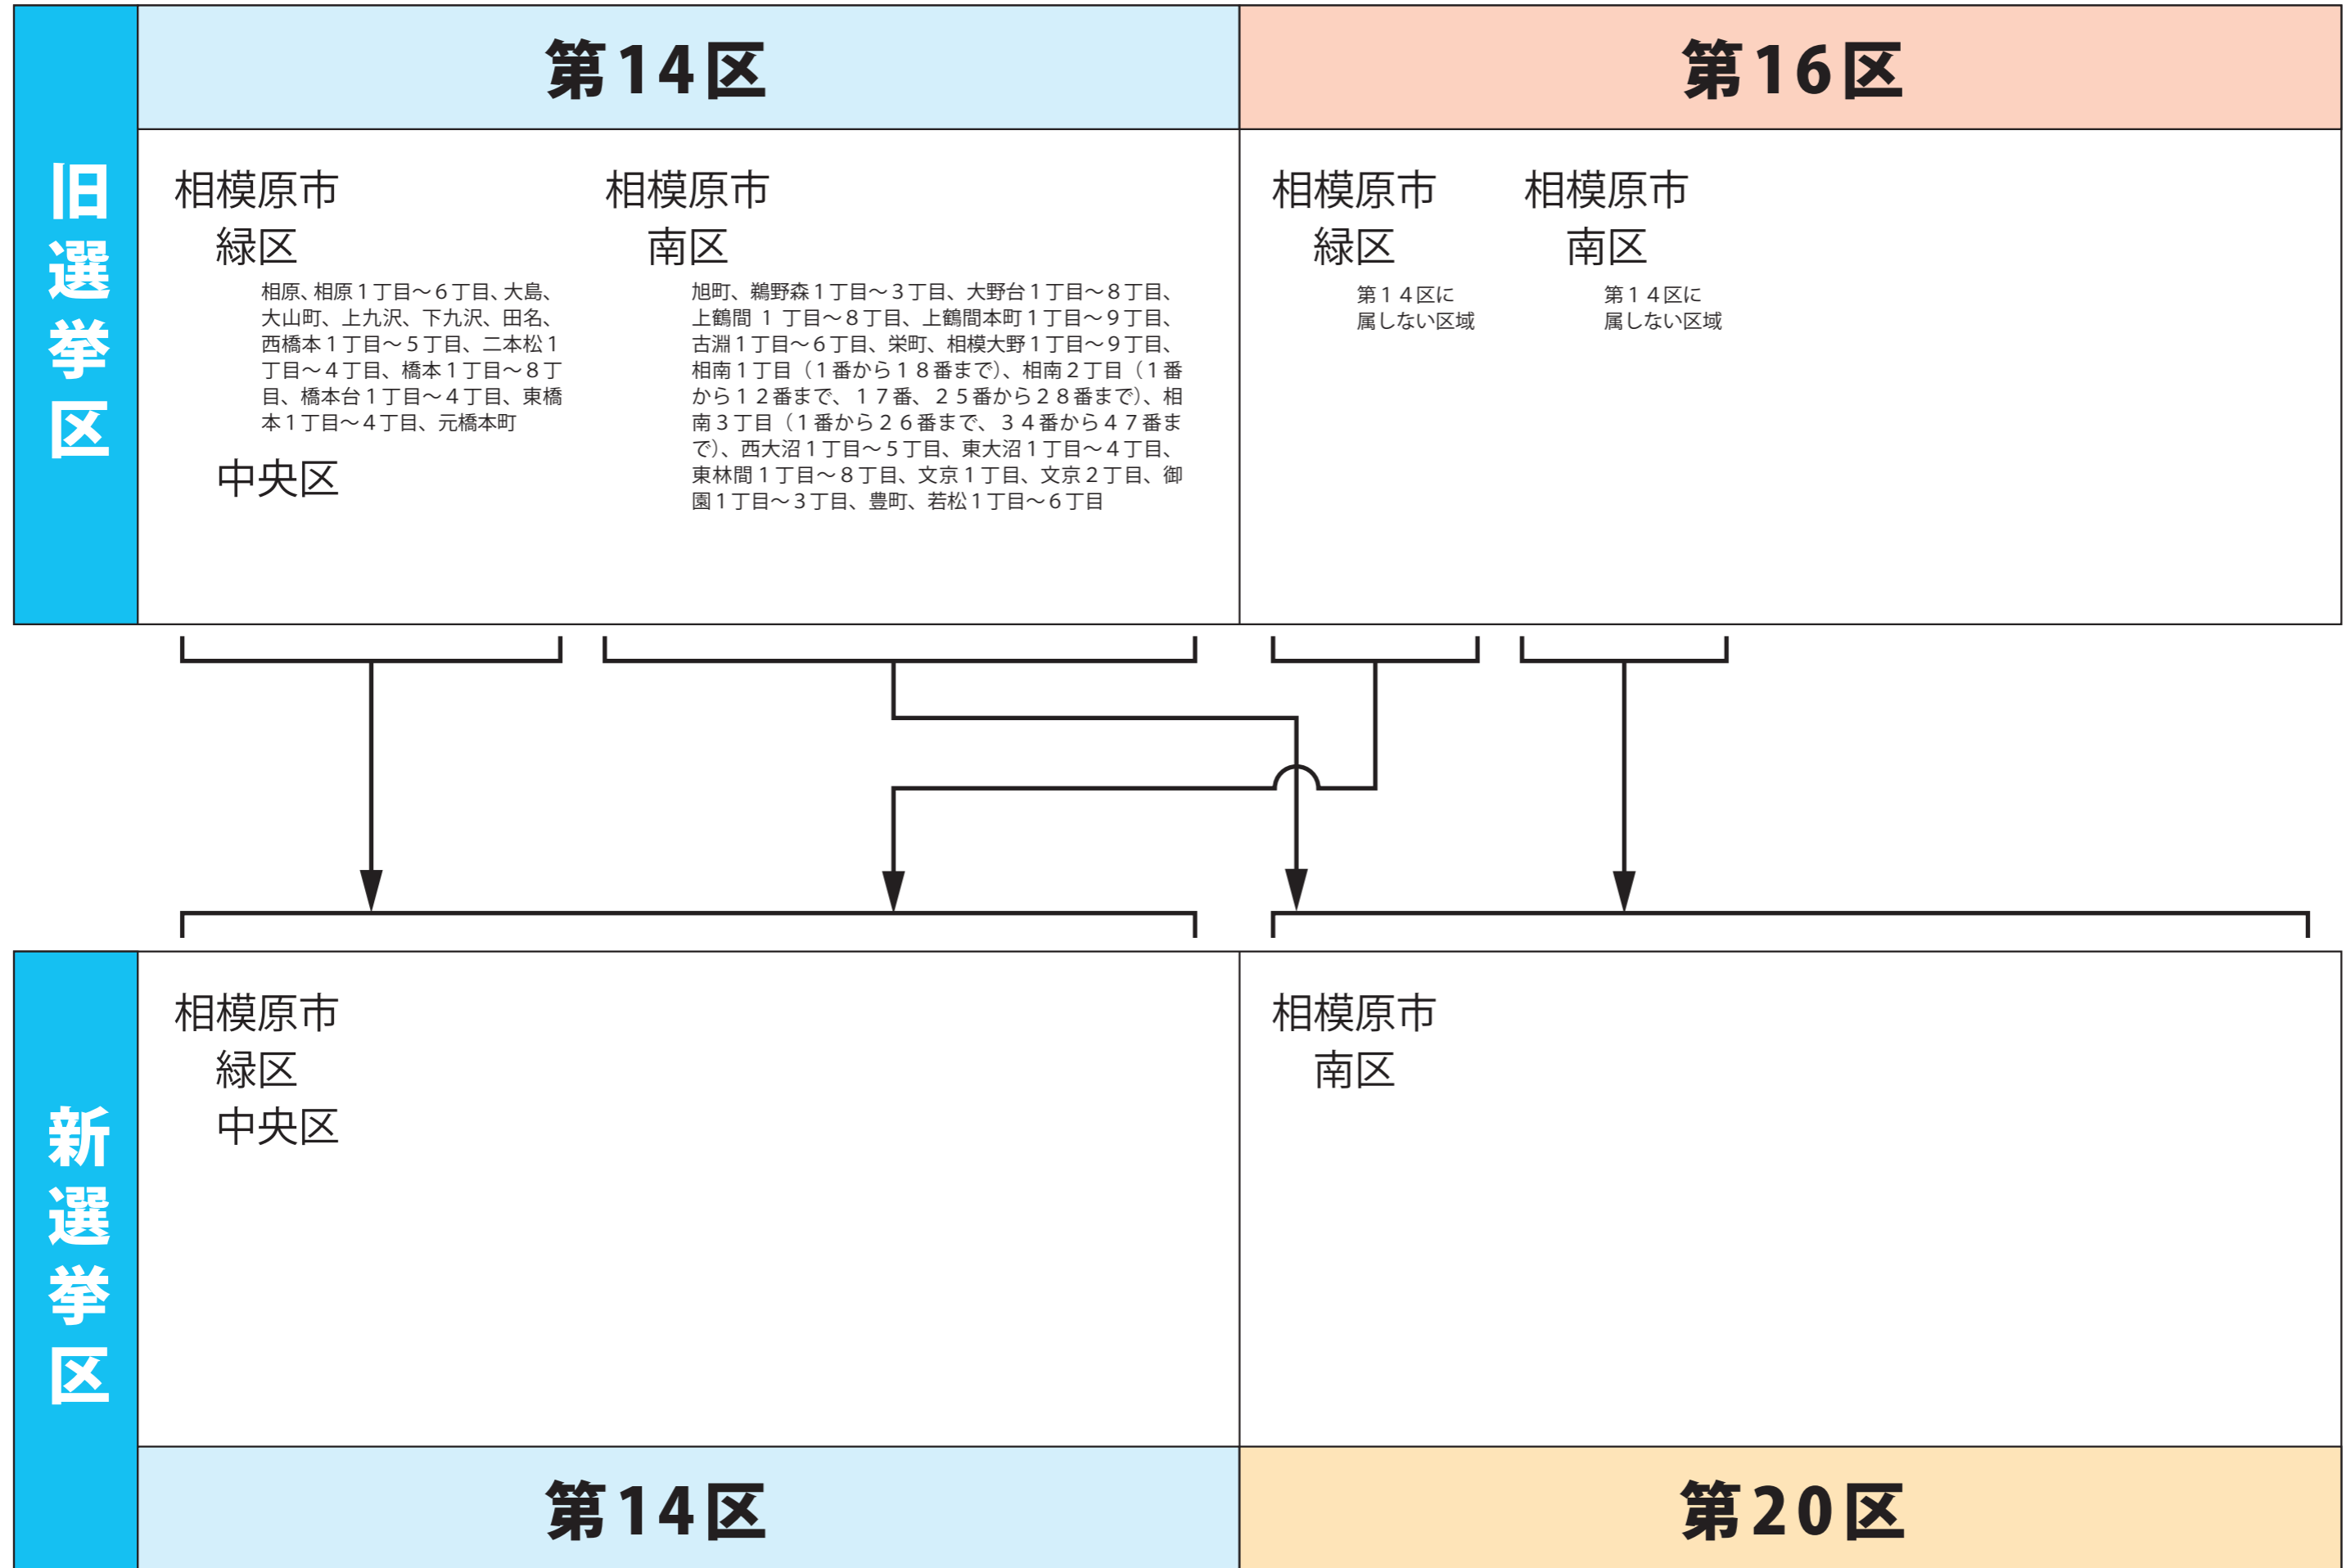 旧選挙区
第14区
相模原市
緑区
相原、相原１丁目～６丁目、大島、
大山町、上九沢、下九沢、田名、
西橋本１丁目～５丁目、二本松１
丁目～４丁目、橋本１丁目～８丁
目、橋本台１丁目～４丁目、東橋
本１丁目～４丁目、元橋本町
中央区
相模原市
南区
旭町、鵜野森１丁目～３丁目、大野台１丁目～８丁目、
上鶴間 １ 丁目～８丁目、上鶴間本町１丁目～９丁目、
古淵１丁目～６丁目、栄町、相模大野１丁目～９丁目、
相南１丁目（１番から１８番まで）、相南２丁目（１番
から１２番まで、１７番、２５番から２８番まで）、相
南３丁目（１番から２６番まで、３４番から４７番ま
で）、西大沼１丁目～５丁目、東大沼１丁目～４丁目、
東林間１丁目～８丁目、文京１丁目、文京２丁目、御
園１丁目～３丁目、豊町、若松１丁目～６丁目
第16区
相模原市
緑区
第１４区に
属しない区域
相模原市
南区
第１４区に
属しない区域
新選挙区
相模原市
緑区
中央区
第14区
相模原市
南区
第20区